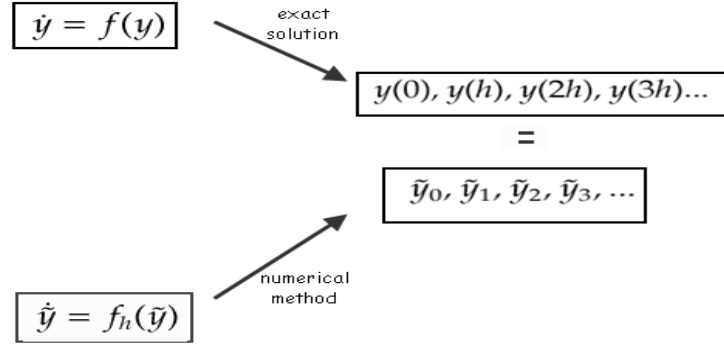 ẏ = f(y)
exact
solution
y(0), y(h), y(2h), y(3h)...
=
ỹ₀, ỹ₁, ỹ₂, ỹ₃, ...
numerical
method
ỹ̇ = fₕ(ỹ)